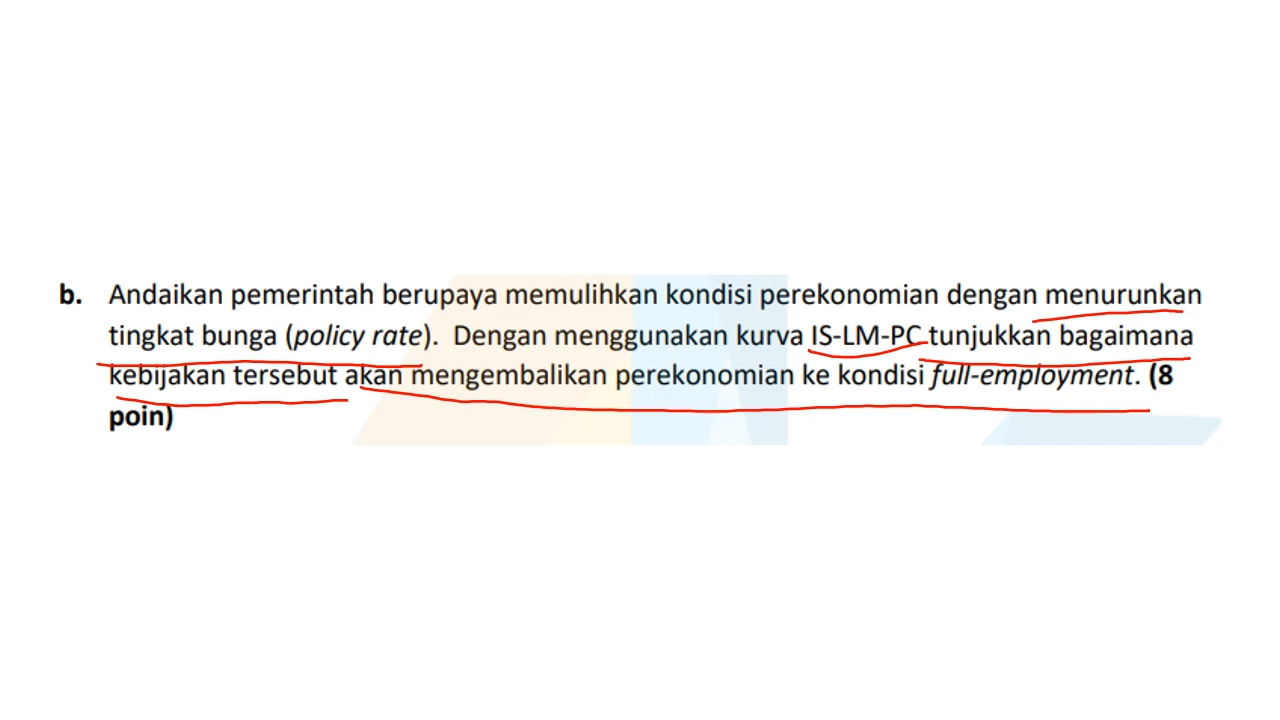 b. Andaikan pemerintah berupaya memulihkan kondisi perekonomian dengan menurunkan
tingkat bunga (policy rate). Dengan menggunakan kurva IS-LM-PC tunjukkan bagaimana
kebijakan tersebut akan mengembalikan perekonomian ke kondisi full-employment. (8
poin)